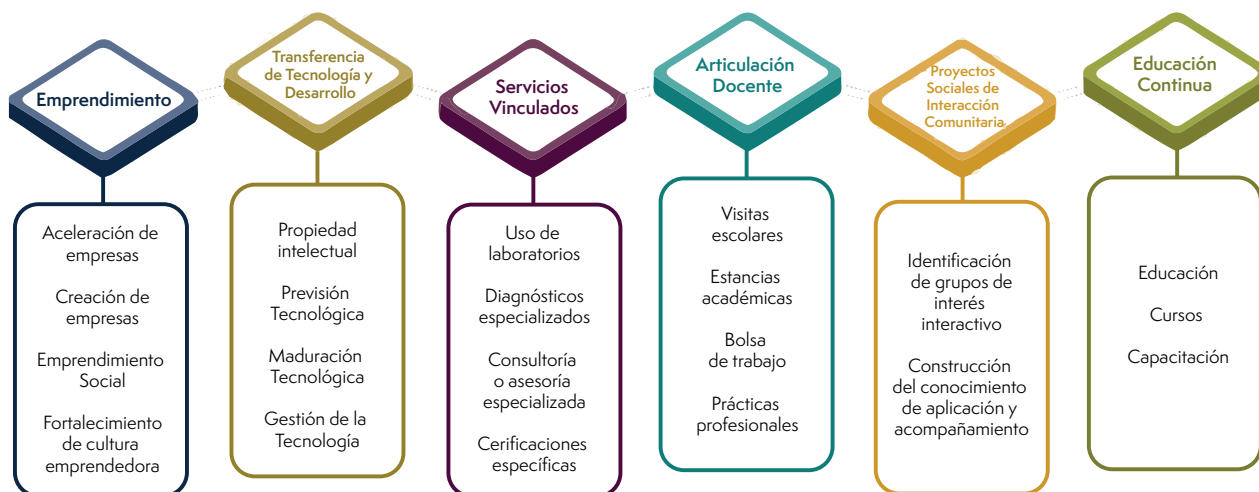 Emprendimiento
Aceleración de
empresas
Creación de
empresas
Emprendimiento
Social
Fortalecimiento
de cultura
emprendedora
Transferencia
de Tecnología y
Desarrollo
Propiedad
intelectual
Previsión
Tecnológica
Maduración
Tecnológica
Gestión de la
Tecnología
Servicios
Vinculados
Uso de
laboratorios
Diagnósticos
especializados
Consultoría
o asesoría
especializada
Cerificaciones
específicas
Articulación
Docente
Visitas
escolares
Estancias
académicas
Bolsa
de trabajo
Prácticas
profesionales
Proyectos
Sociales de
Interacción
Comunitaria
Identificación
de grupos de
interés
interactivo
Construcción
del conocimiento
de aplicación y
acompañamiento
Educación
Continua
Educación
Cursos
Capacitación